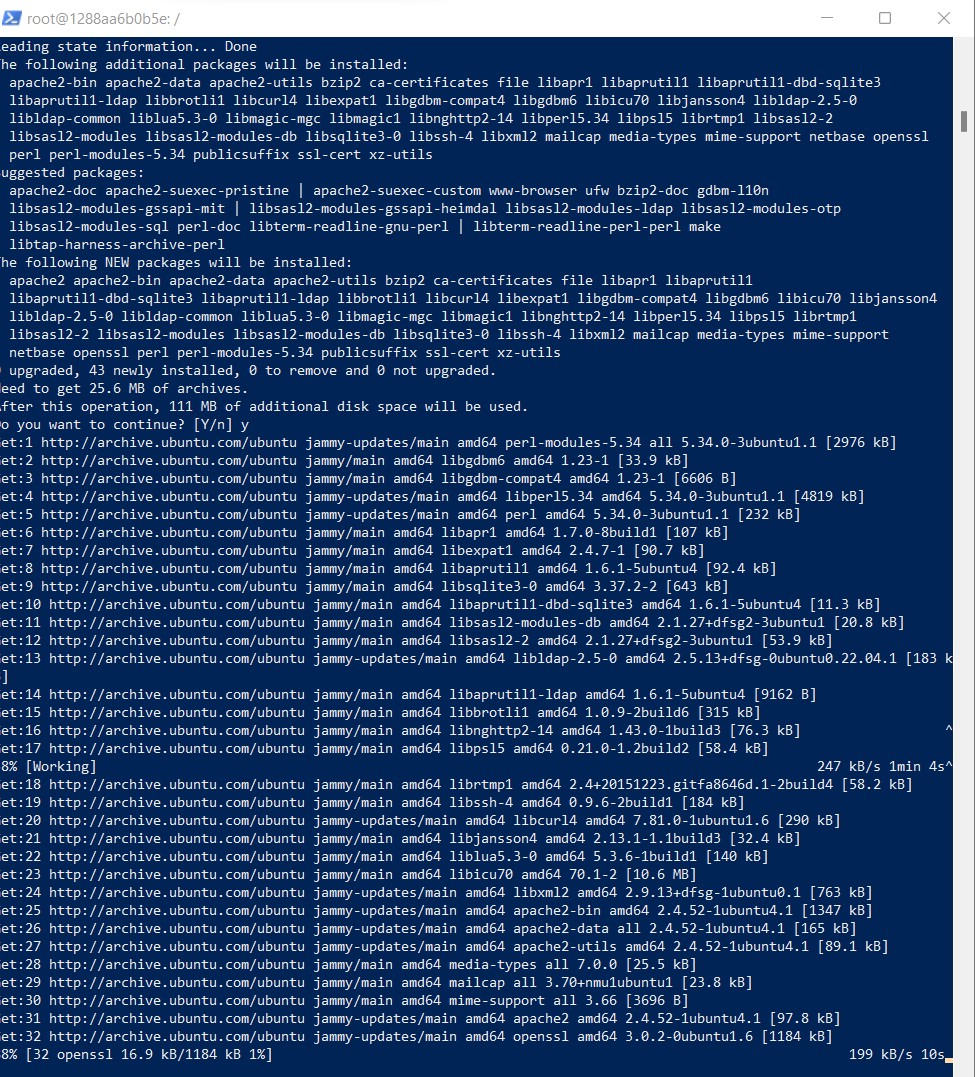 root@1288aa6b0b5e: /
eading state information... Done
he following additional packages will be installed:
apache2-bin apache2-data apache2-utils bzip2 ca-certificates file libapr1 libaprutil1 libaprutil1-dbd-sqlite3
libaprutil1-ldap libbrotli1 libcurl4 libexpat1 libgdbm-compat4 libgdbm6 libicu70 libjansson4 libldap-2.5-0
libldap-common liblua5.3-0 libmagic-mgc libmagic1 libnghttp2-14 libperl5.34 libpsl5 librtmp1 libsasl2-2
libsasl2-modules libsasl2-modules-db libsqlite3-0 libssh-4 libxml2 mailcap media-types mime-support netbase openssl
perl perl-modules-5.34 publicsuffix ssl-cert xz-utils
uggested packages:
apache2-doc apache2-suexec-pristine | apache2-suexec-custom www-browser ufw bzip2-doc gdbm-l10n
libsasl2-modules-gssapi-mit | libsasl2-modules-gssapi-heimdal libsasl2-modules-ldap libsasl2-modules-otp
libsasl2-modules-sql perl-doc libterm-readline-gnu-perl | libterm-readline-perl-perl make
libtap-harness-archive-perl
he following NEW packages will be installed:
apache2 apache2-bin apache2-data apache2-utils bzip2 ca-certificates file libapr1 libaprutil1
libaprutil1-dbd-sqlite3 libaprutil1-ldap libbrotli1 libcurl4 libexpat1 libgdbm-compat4 libgdbm6 libicu70 libjansson4
libldap-2.5-0 libldap-common liblua5.3-0 libmagic-mgc libmagic1 libnghttp2-14 libperl5.34 libpsl5 librtmp1
libsasl2-2 libsasl2-modules libsasl2-modules-db libsqlite3-0 libssh-4 libxml2 mailcap media-types mime-support
netbase openssl perl perl-modules-5.34 publicsuffix ssl-cert xz-utils
upgraded, 43 newly installed, 0 to remove and 0 not upgraded.
eed to get 25.6 MB of archives.
After this operation, 111 MB of additional disk space will be used.
Do you want to continue? [Y/n] y
et:1 http://archive.ubuntu.com/ubuntu jammy-updates/main amd64 perl-modules-5.34 all 5.34.0-3ubuntu1.1 [2976 kB]
et:2 http://archive.ubuntu.com/ubuntu jammy/main amd64 libgdbm6 amd64 1.23-1 [33.9 kB]
et:3 http://archive.ubuntu.com/ubuntu jammy/main amd64 libgdbm-compat4 amd64 1.23-1 [6606 B]
et:4 http://archive.ubuntu.com/ubuntu jammy-updates/main amd64 libperl5.34 amd64 5.34.0-3ubuntu1.1 [4819 kB]
et:5 http://archive.ubuntu.com/ubuntu jammy-updates/main amd64 perl amd64 5.34.0-3ubuntu1.1 [232 kB]
et:6 http://archive.ubuntu.com/ubuntu jammy/main amd64 libapr1 amd64 1.7.0-8build1 [107 kB]
et:7 http://archive.ubuntu.com/ubuntu jammy/main amd64 libexpat1 amd64 2.4.7-1 [90.7 kB]
et:8 http://archive.ubuntu.com/ubuntu jammy/main amd64 libaprutil1 amd64 1.6.1-5ubuntu4 [92.4 kB]
et:9 http://archive.ubuntu.com/ubuntu jammy/main amd64 libsqlite3-0 amd64 3.37.2-2 [643 kB]
et:10 http://archive.ubuntu.com/ubuntu jammy/main amd64 libaprutil1-dbd-sqlite3 amd64 1.6.1-5ubuntu4 [11.3 kB]
et:11 http://archive.ubuntu.com/ubuntu jammy/main amd64 libsasl2-modules-db amd64 2.1.27+dfsg2-3ubuntu1 [20.8 kB]
et:12 http://archive.ubuntu.com/ubuntu jammy/main amd64 libsasl2-2 amd64 2.1.27+dfsg2-3ubuntu1 [53.9 kB]
et:13 http://archive.ubuntu.com/ubuntu jammy-updates/main amd64 libldap-2.5-0 amd64 2.5.13+dfsg-0ubuntu0.22.04.1 [183 k
]
et:14 http://archive.ubuntu.com/ubuntu jammy/main amd64 libaprutil1-ldap amd64 1.6.1-5ubuntu4 [9162 B]
et:15 http://archive.ubuntu.com/ubuntu jammy/main amd64 libbrotli1 amd64 1.0.9-2build6 [315 kB]
et:16 http://archive.ubuntu.com/ubuntu jammy/main amd64 libnghttp2-14 amd64 1.43.0-1build3 [76.3 kB] ^
et:17 http://archive.ubuntu.com/ubuntu jammy/main amd64 libpsl5 amd64 0.21.0-1.2build2 [58.4 kB]
8% [Working] 247 kB/s 1min 4s^
et:18 http://archive.ubuntu.com/ubuntu jammy/main amd64 librtmp1 amd64 2.4+20151223.gitfa8646d.1-2build4 [58.2 kB]
et:19 http://archive.ubuntu.com/ubuntu jammy/main amd64 libssh-4 amd64 0.9.6-2build1 [184 kB]
et:20 http://archive.ubuntu.com/ubuntu jammy-updates/main amd64 libcurl4 amd64 7.81.0-1ubuntu1.6 [290 kB]
et:21 http://archive.ubuntu.com/ubuntu jammy/main amd64 libjansson4 amd64 2.13.1-1.1build3 [32.4 kB]
et:22 http://archive.ubuntu.com/ubuntu jammy/main amd64 liblua5.3-0 amd64 5.3.6-1build1 [140 kB]
et:23 http://archive.ubuntu.com/ubuntu jammy/main amd64 libicu70 amd64 70.1-2 [10.6 MB]
et:24 http://archive.ubuntu.com/ubuntu jammy-updates/main amd64 libxml2 amd64 2.9.13+dfsg-1ubuntu0.1 [763 kB]
et:25 http://archive.ubuntu.com/ubuntu jammy-updates/main amd64 apache2-bin amd64 2.4.52-1ubuntu4.1 [1347 kB]
et:26 http://archive.ubuntu.com/ubuntu jammy-updates/main amd64 apache2-data all 2.4.52-1ubuntu4.1 [165 kB]
et:27 http://archive.ubuntu.com/ubuntu jammy-updates/main amd64 apache2-utils amd64 2.4.52-1ubuntu4.1 [89.1 kB]
et:28 http://archive.ubuntu.com/ubuntu jammy/main amd64 media-types all 7.0.0 [25.5 kB]
et:29 http://archive.ubuntu.com/ubuntu jammy/main amd64 mailcap all 3.70+nmu1ubuntu1 [23.8 kB]
et:30 http://archive.ubuntu.com/ubuntu jammy/main amd64 mime-support all 3.66 [3696 B]
et:31 http://archive.ubuntu.com/ubuntu jammy-updates/main amd64 apache2 amd64 2.4.52-1ubuntu4.1 [97.8 kB]
et:32 http://archive.ubuntu.com/ubuntu jammy-updates/main amd64 openssl amd64 3.0.2-0ubuntu1.6 [1184 kB]
8% [32 openssl 16.9 kB/1184 kB 1%] 199 kB/s 10s